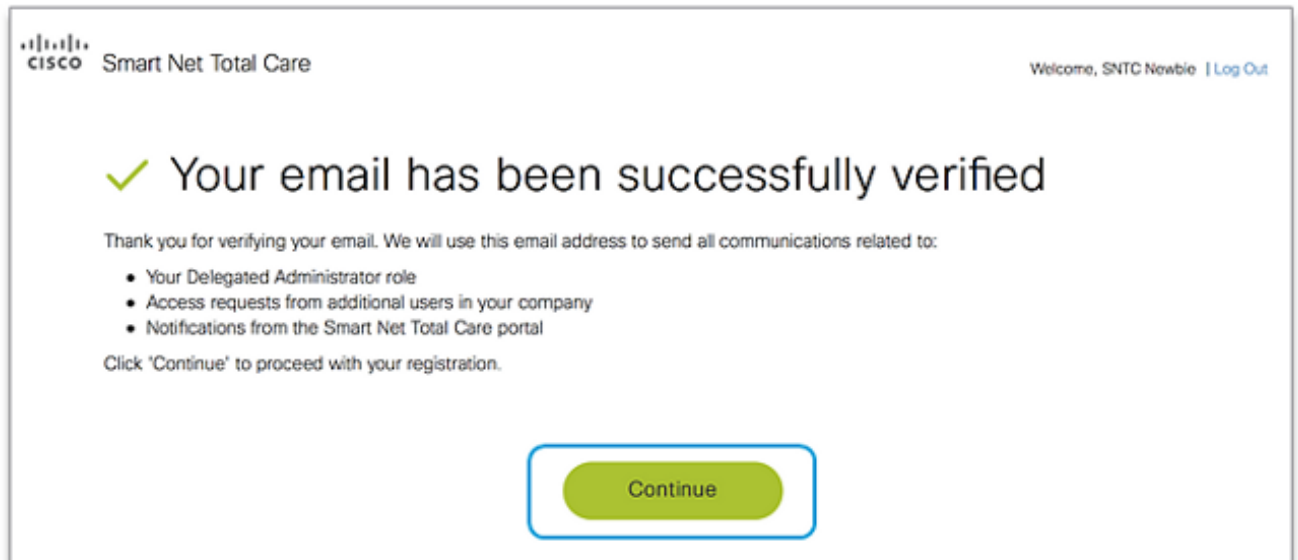 CISCO Smart Net Total Care
Welcome, SNTC Newbie | Log Out
Your email has been successfully verified
Thank you for verifying your email. We will use this email address to send all communications related to:
• Your Delegated Administrator role
• Access requests from additional users in your company
• Notifications from the Smart Net Total Care portal
Click 'Continue' to proceed with your registration.
Continue